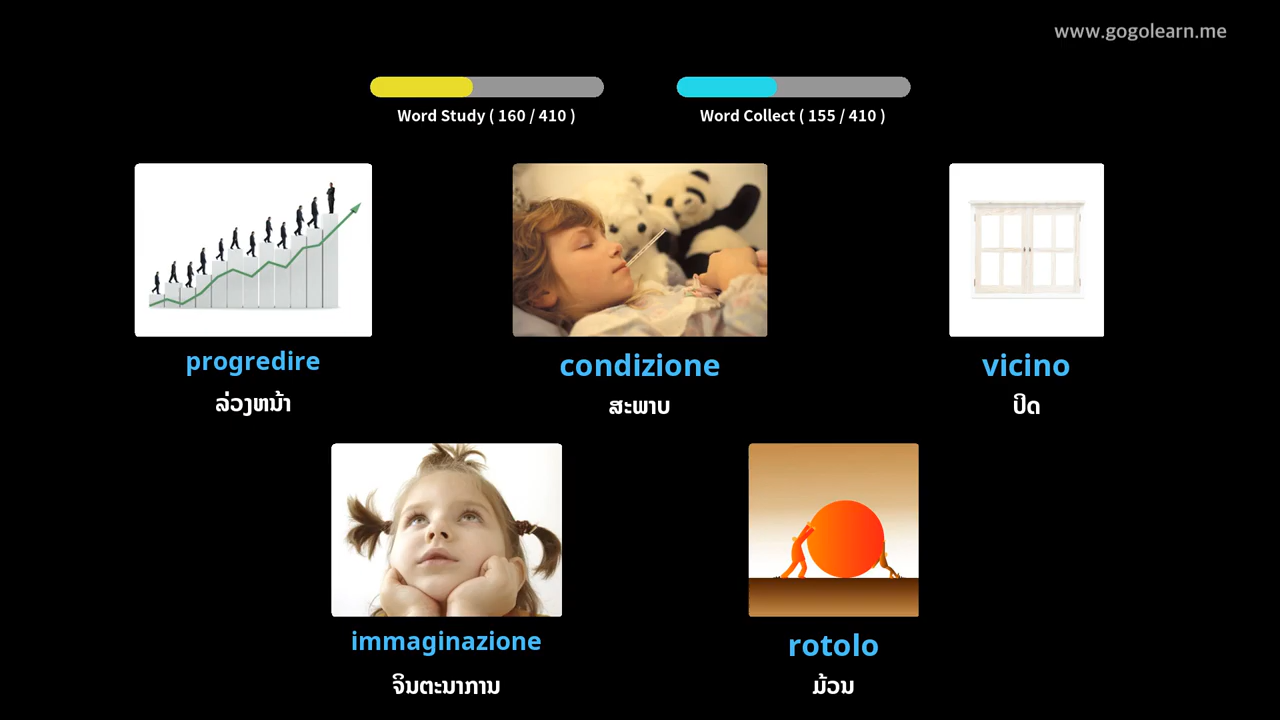 www.gogolearn.me
Word Study ( 160 / 410 )
Word Collect ( 155 / 410 )
progredire
ລ່ວງຫນ້າ
condizione
ສະພາບ
vicino
ປິດ
immaginazione
ຈິນຕະນາການ
rotolo
ມ້ວນ